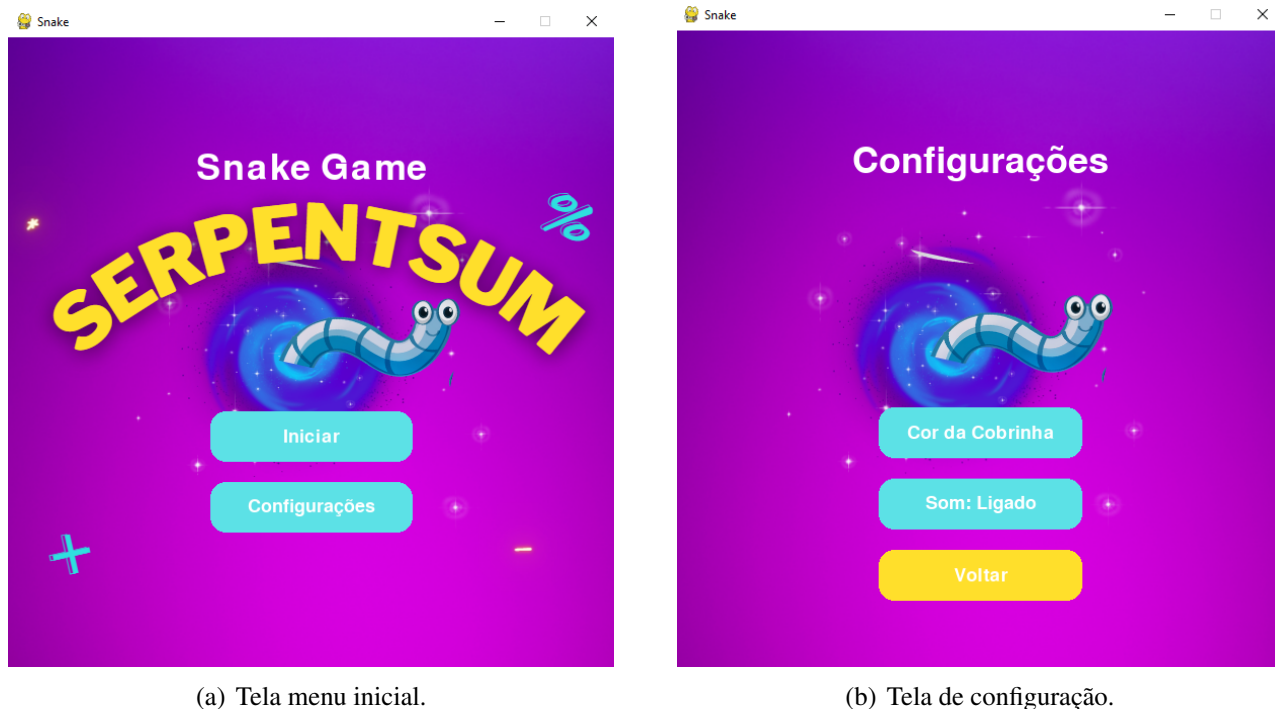 Snake
Snake Game
SERPENTSUM
%
Iniciar
Configurações
+
−
(a) Tela menu inicial.
Snake
Configurações
Cor da Cobrinha
Som: Ligado
Voltar
(b) Tela de configuração.